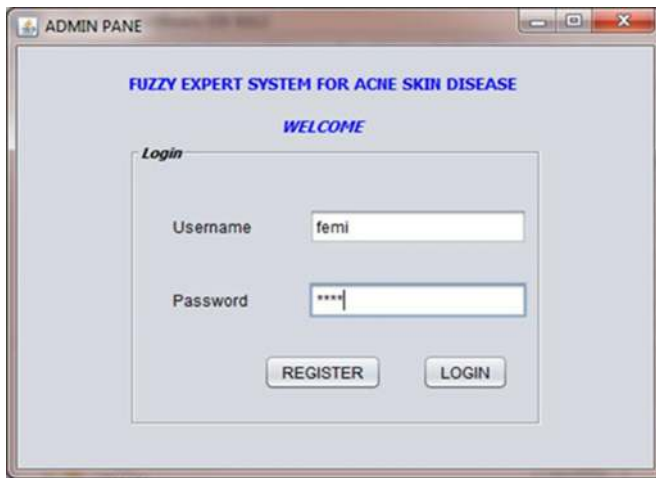 ADMIN PANE
FUZZY EXPERT SYSTEM FOR ACNE SKIN DISEASE
WELCOME
Login
Username femi
Password ****
REGISTER LOGIN